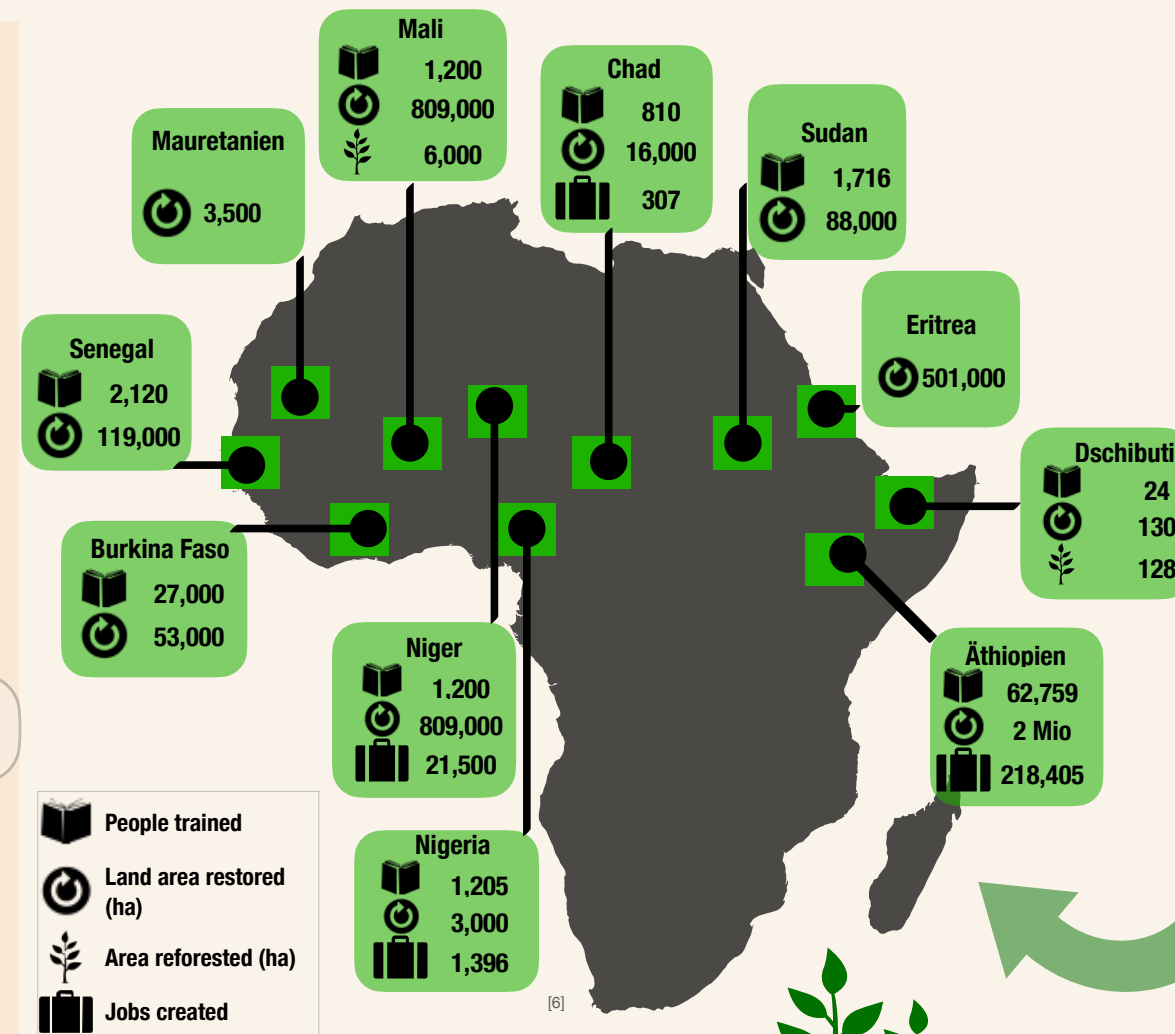 Mali
1,200
809,000
6,000
Chad
810
16,000
307
Sudan
1,716
88,000
Mauretanien
3,500
Eritrea
501,000
Senegal
2,120
119,000
Dschibuti
24
130
128
Burkina Faso
27,000
53,000
Niger
1,200
809,000
21,500
Äthiopien
62,759
2 Mio
218,405
Nigeria
1,205
3,000
1,396
People trained
Land area restored
(ha)
Area reforested (ha)
Jobs created
[6]